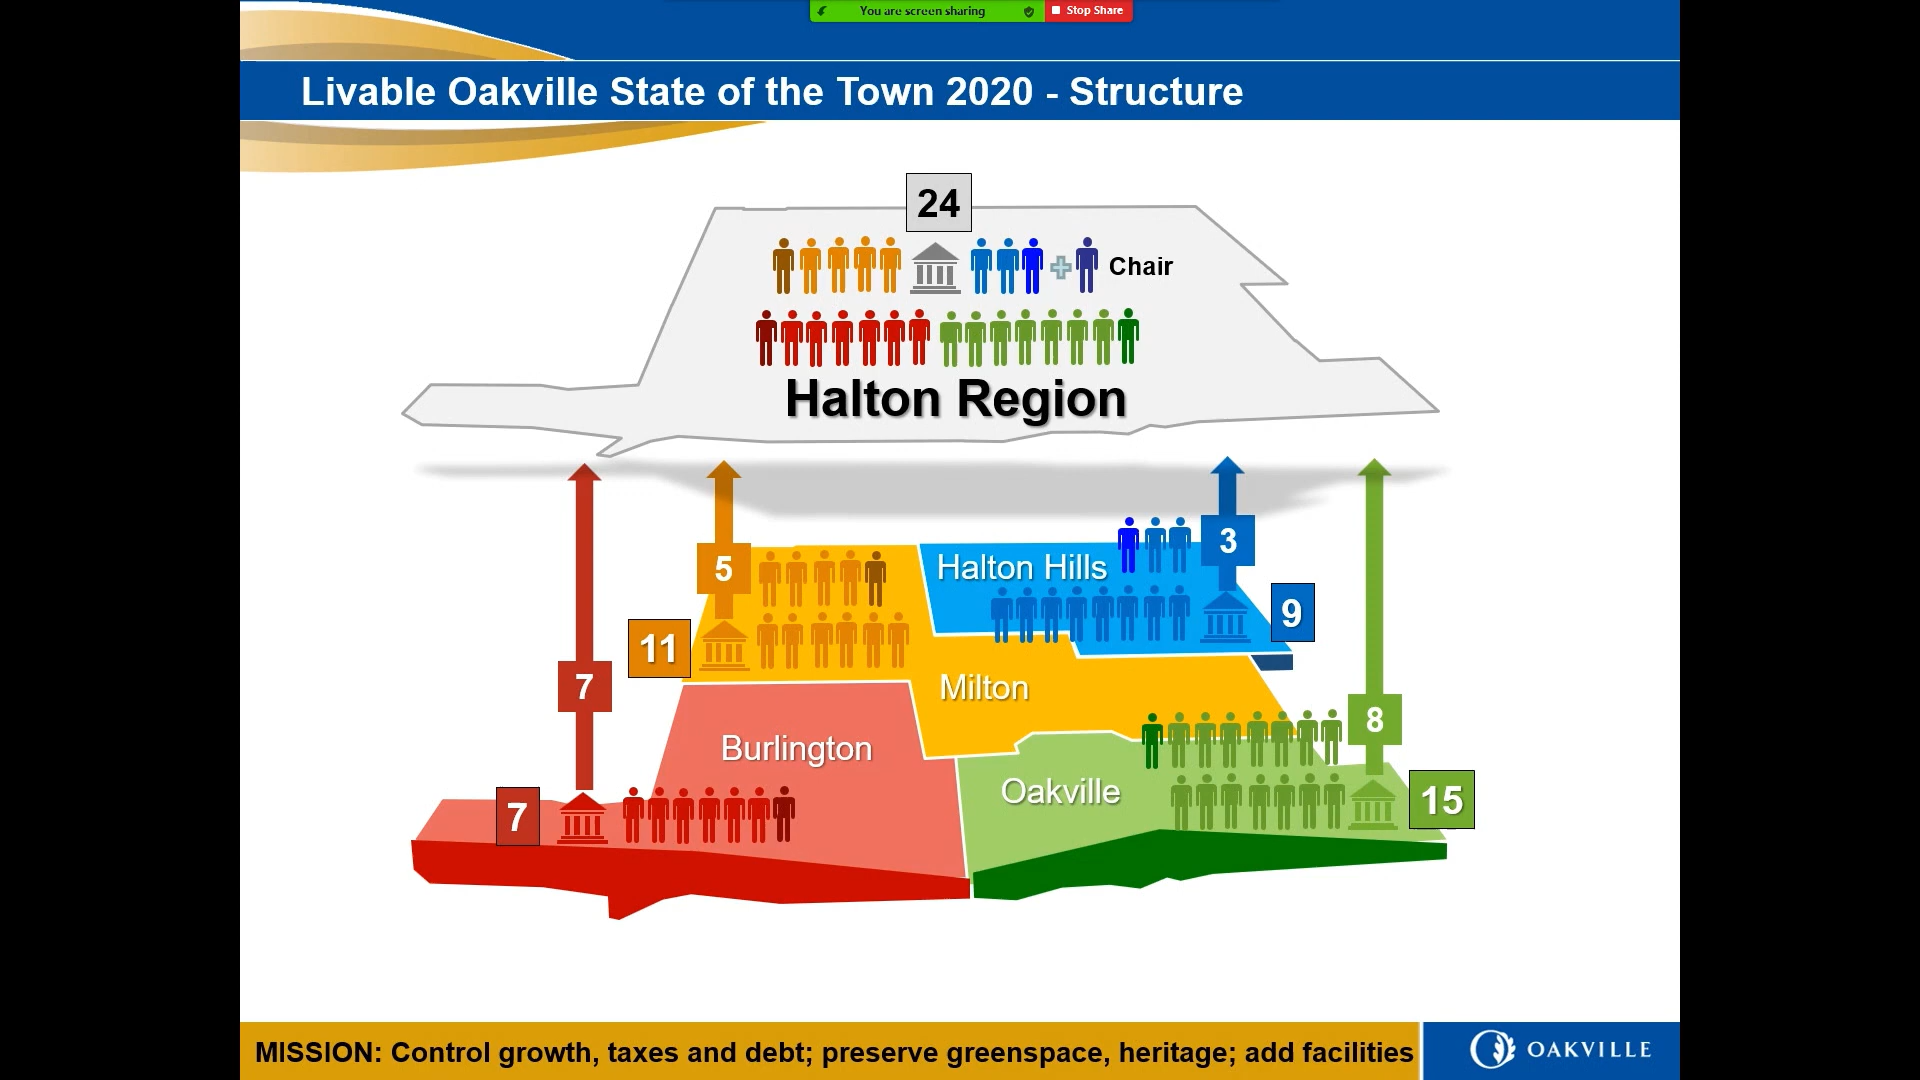 You are screen sharing
Stop Share
Livable Oakville State of the Town 2020 - Structure
24
Chair
Halton Region
3
5
Halton Hills
9
11
7
Milton
8
Burlington
Oakville
7
15
MISSION: Control growth, taxes and debt; preserve greenspace, heritage; add facilities
OAKVILLE